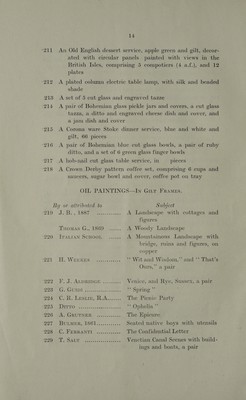 14
211 An Old English dessert service, apple green and gilt, decor-
ated with circular panels painted with views in the
British Isles, comprising 5 compotiers (4 a.f.), and 12
plates
212 A plated column electric table lamp, with silk and beaded
shade
213 A set of 3 cut glass and engraved tazze
214 A pair of Bohemian glass pickle jars and covers, a cut glass
tazza, a ditto and engraved cheese dish and cover, and
a jam dish and cover
215 A Corona ware Stoke dinner service, blue and white and
gilt, 66 pieces
216 A pair of Bohemian blue cut glass bowls, a pair of ruby
ditto, and a set of 6 green glass finger bowls
217 A hob-nail cut glass table service, in pieces
218 A Crown Derby pattern coffee set, comprising 6 cups and
saucers, sugar bowl and cover, coffee pot on tray
OIL PAINTINGS—In Gilt Frames.
By or attributed to Subject
219 J. H. , 1887 ............ A Landscape with cottages and
figures
Thomas G., 1859 ...... A Woody Landscape
220 Italian School ...... A Mountainous Landscape with
bridge, ruins and figures, on
copper
221 H. Weekes ............ " Wit and Wisdom," and " That's
Ours," a pair
222 F. J. Aldridge ......... Venice, and Rye, Sussex, a pair
223 G. Guidi .................. " Spring "
224 C. R. Leslie, R.A....... The Picnic Party
225 Ditto .................. " Ophelia "
226 A. Grutner ............ The Epicure
227 Hulmer, 1891............ Seated native boys with utensils
228 C. Ferranti ............ The Confidential Letter
229 T. Salt .................. Venetian Canal Scenes with build-
ings and boats, a pair